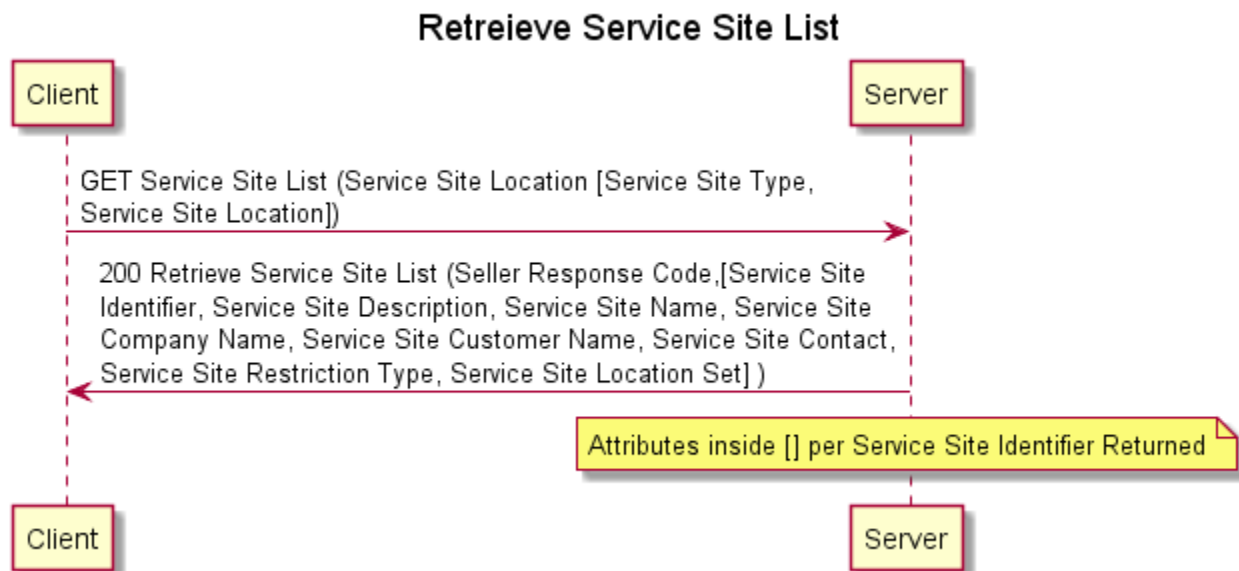 Retreieve Service Site List
Client
Server
GET Service Site List (Service Site Location [Service Site Type,
Service Site Location])
200 Retrieve Service Site List (Seller Response Code,[Service Site
Identifier, Service Site Description, Service Site Name, Service Site
Company Name, Service Site Customer Name, Service Site Contact,
Service Site Restriction Type, Service Site Location Set] )
Attributes inside [] per Service Site Identifier Returned
Client
Server